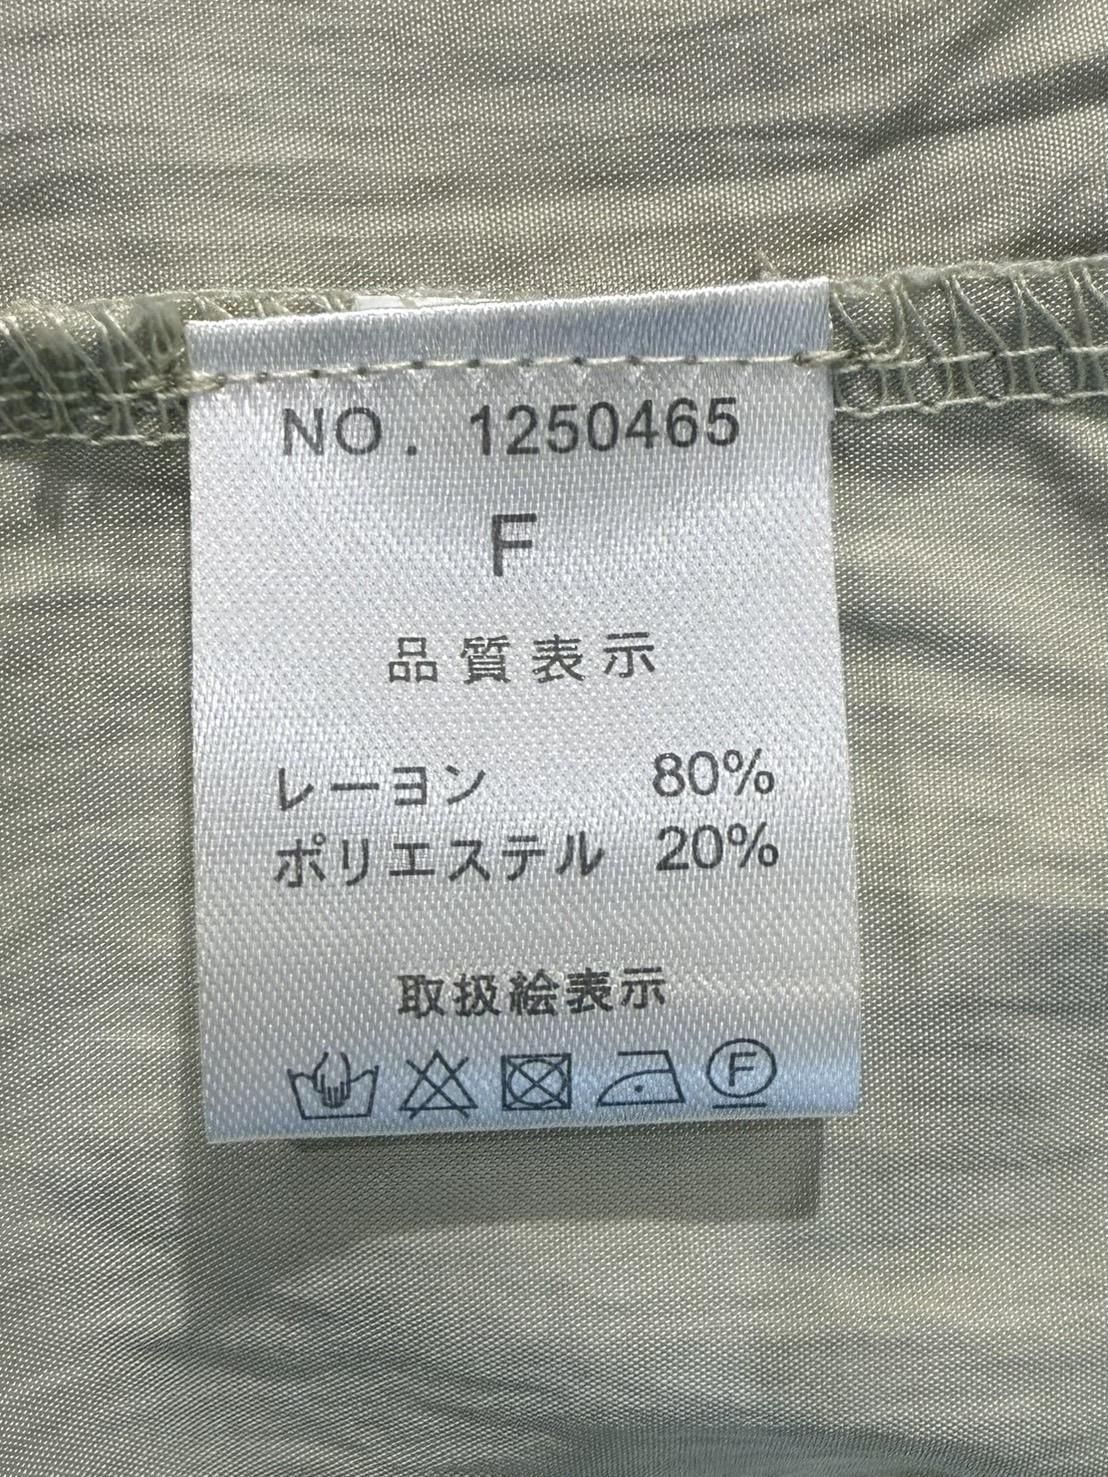 NO. 1250465
F
品質表示
レーヨン 80%
ポリエステル 20%
取扱絵表示
F